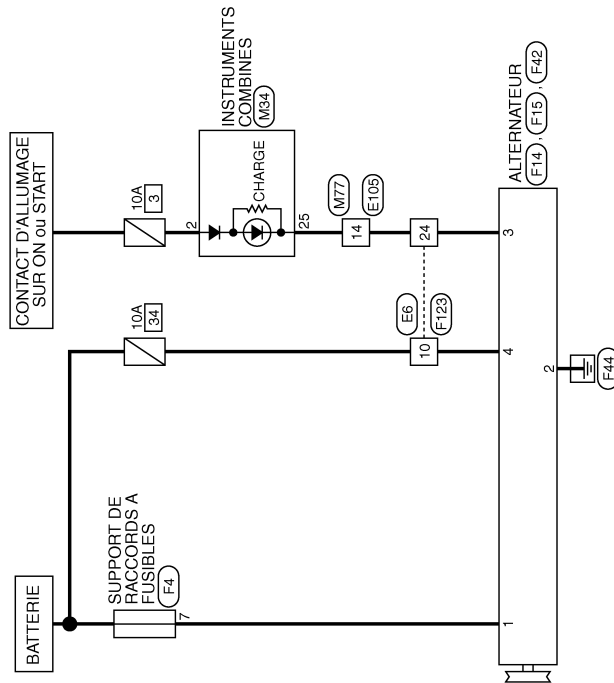 CONTACT D'ALLUMAGE
SUR ON ou START
10A
3
2
INSTRUMENTS
COMBINES
M34
CHARGE
25
M77
14
E105
24
3
BATTERIE
10A
34
E6
10
F123
4
SUPPORT DE
RACCORDS A
FUSIBLES
F4
7
1
ALTERNATEUR
F14 , F15 , F42
2
F44